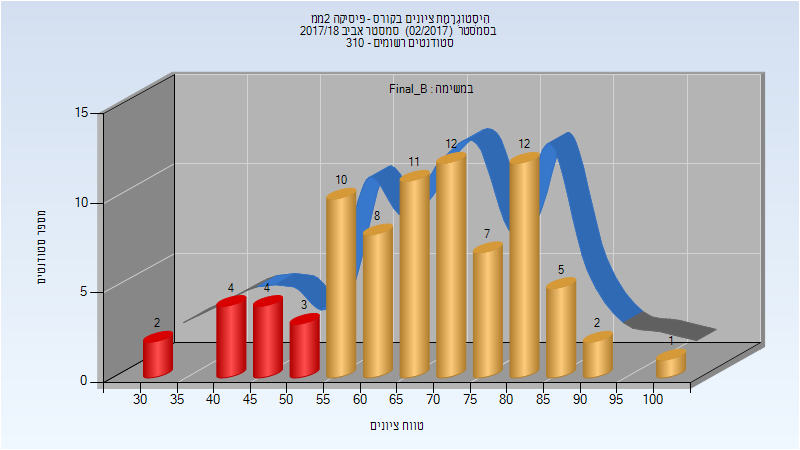 היסטוגרמת ציונים בקורס - פיסיקה 2ממ
בסמסטר (02/2017) סמסטר אביב 2017/18
סטודנטים רשומים - 310
במשימה : Final_B
מספר סטודנטים
15
10
5
0
2
4
4
3
10
8
11
12
7
12
5
2
1
30 35 40 45 50 55 60 65 70 75 80 85 90 95 100
טווח ציונים